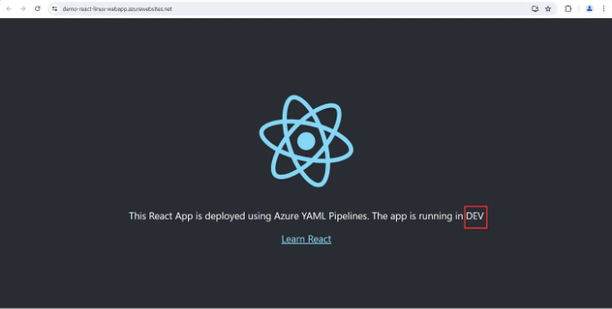 demo-react-linux-webapp.azurewebsites.net
This React App is deployed using Azure YAML Pipelines. The app is running in DEV
Learn React